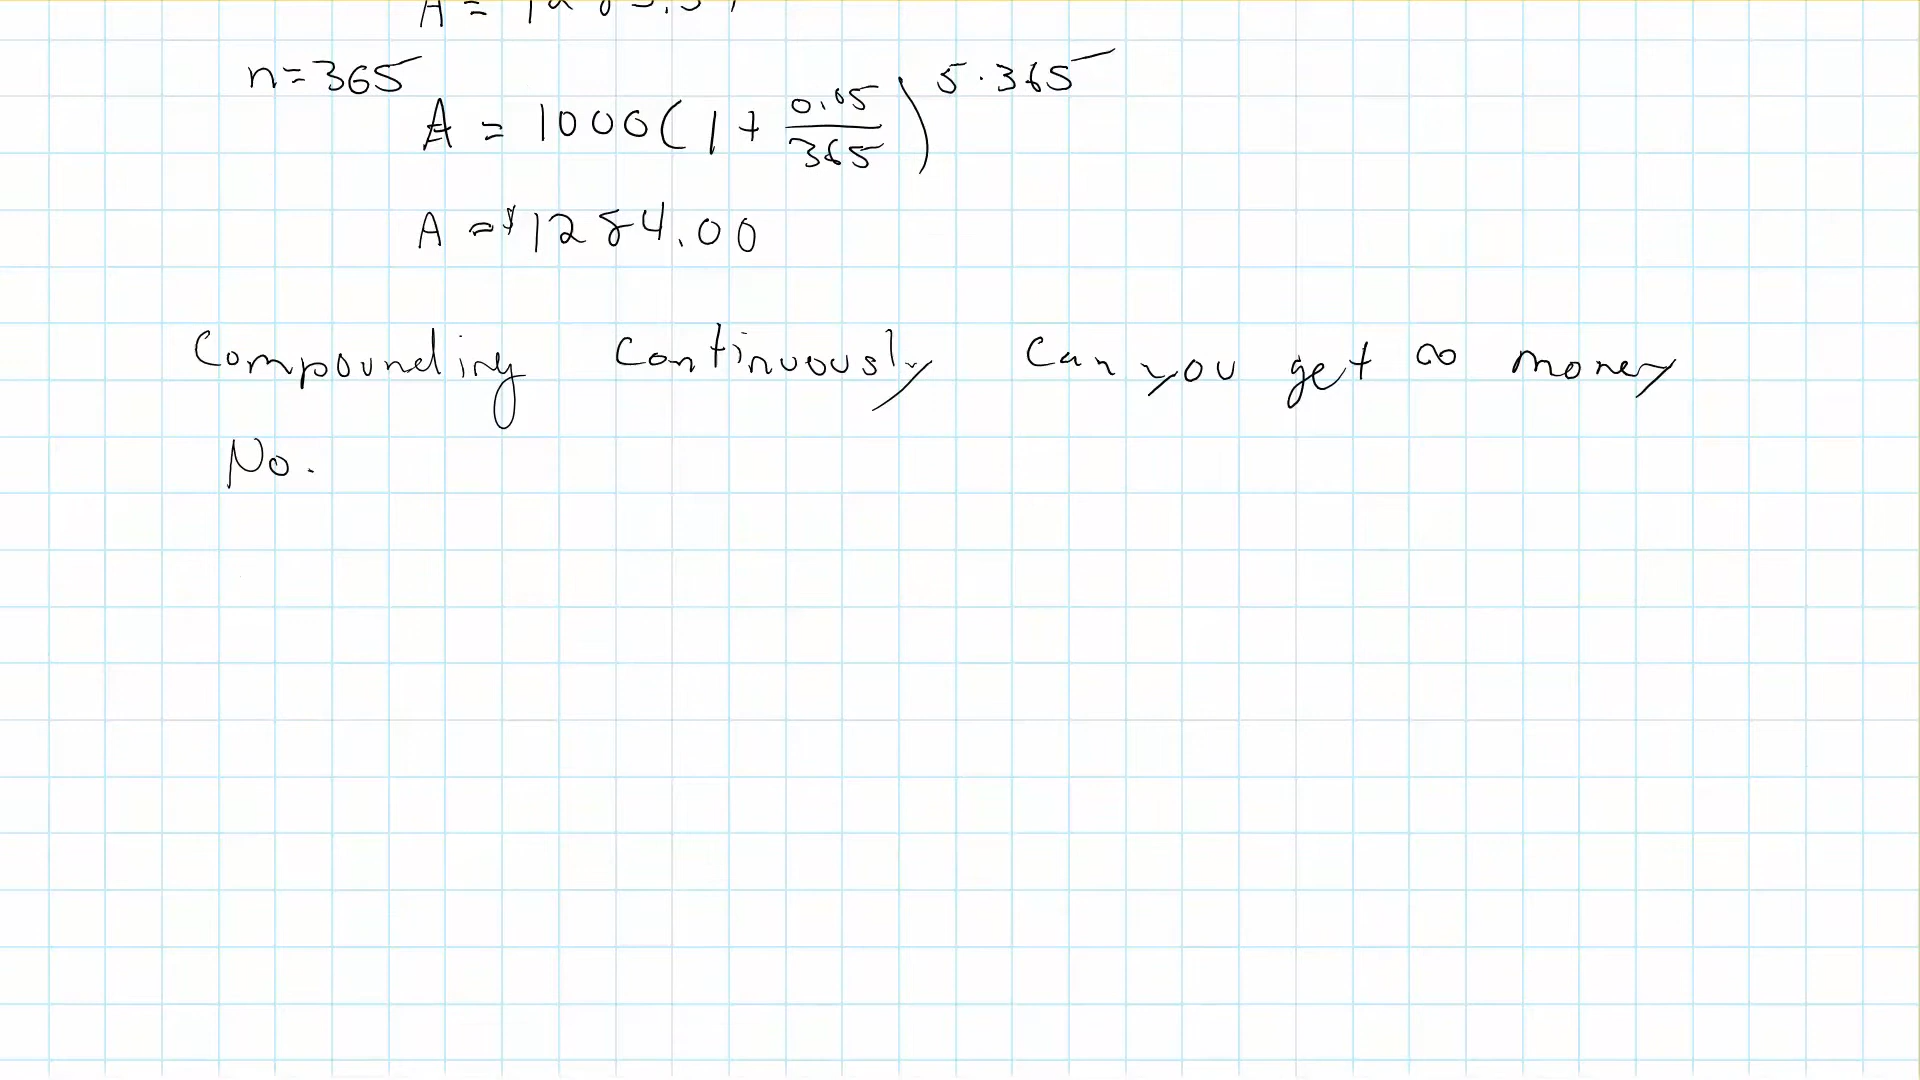 n=365
A = 1000(1 + 0.05/365)^5·365
A = $1284.00
Compounding Continuously Can you get ∞ money
No.